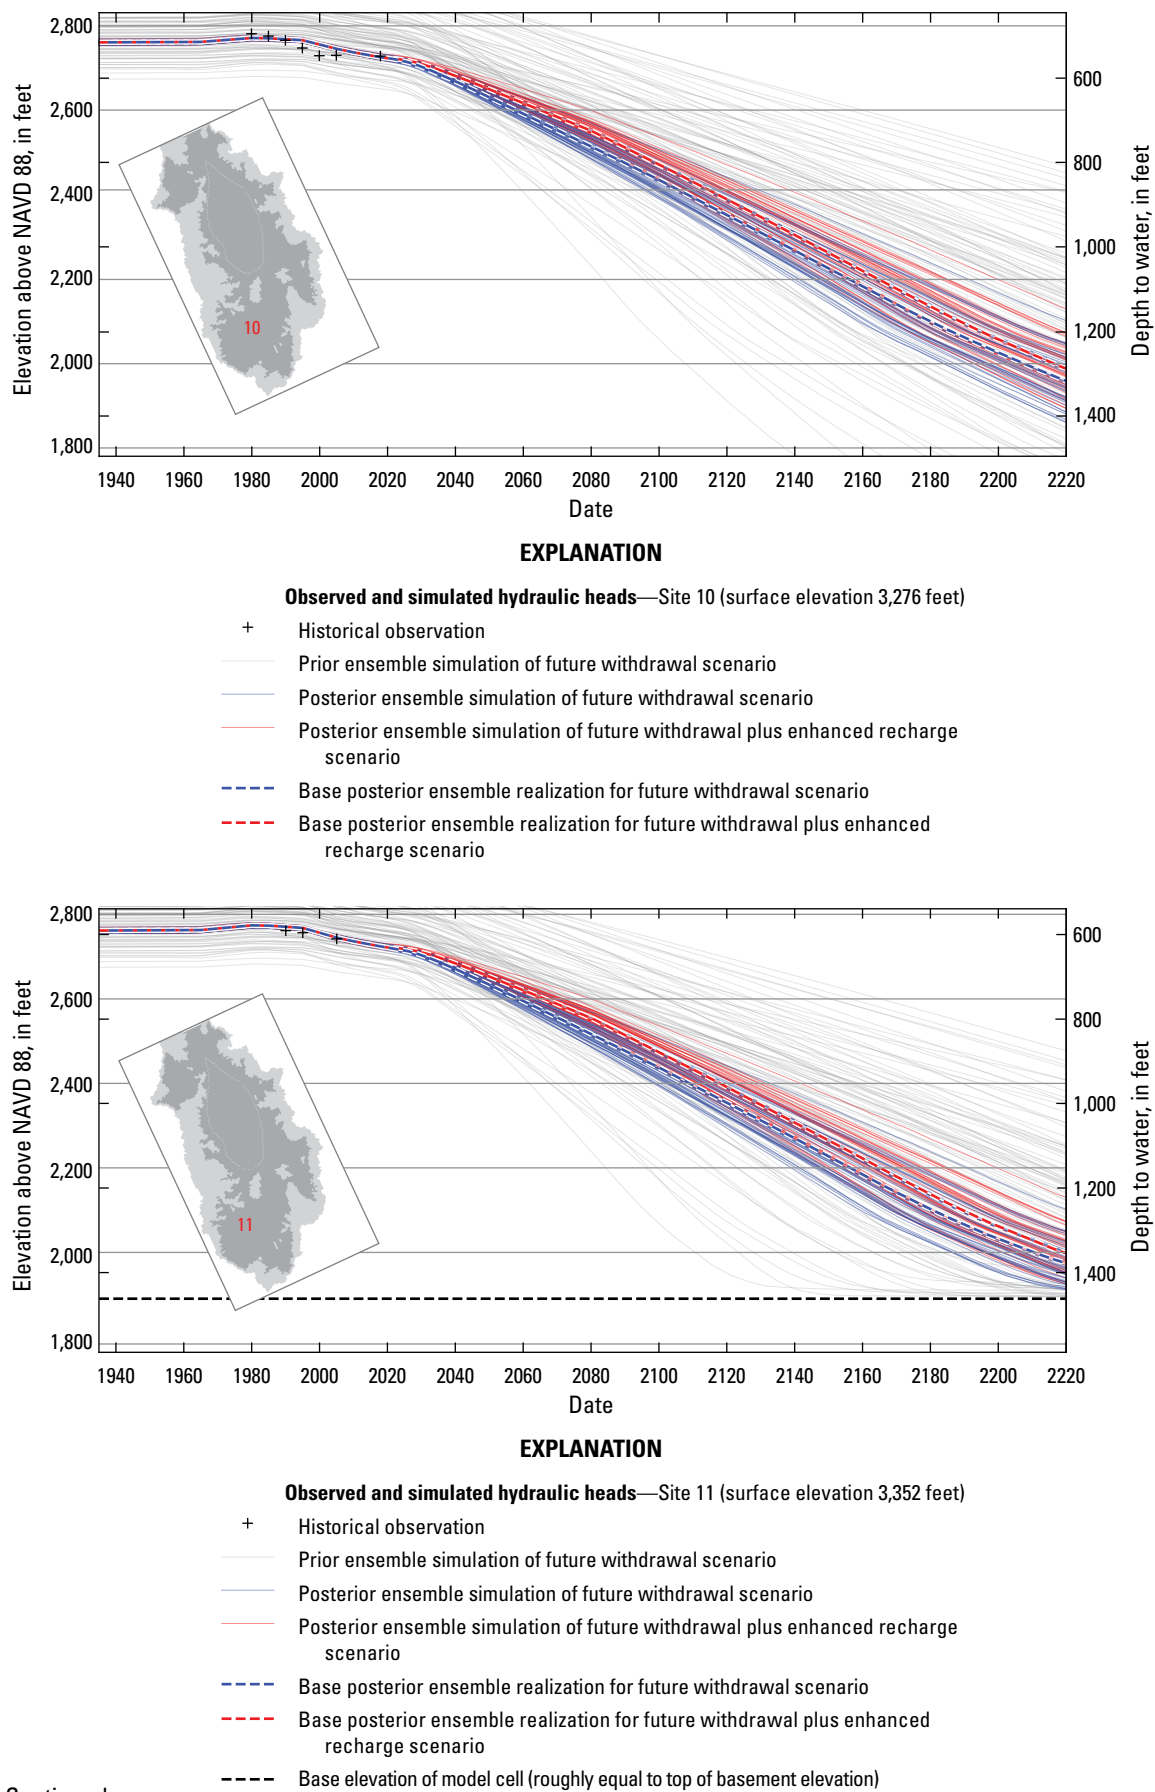 2,800
2,600
2,400
2,200
2,000
1,800
Elevation above NAVD 88, in feet
600
800
1,000
1,200
1,400
Depth to water, in feet
10
1940 1960 1980 2000 2020 2040 2060 2080 2100 2120 2140 2160 2180 2200 2220
Date
EXPLANATION
Observed and simulated hydraulic heads—Site 10 (surface elevation 3,276 feet)
+ Historical observation
Prior ensemble simulation of future withdrawal scenario
Posterior ensemble simulation of future withdrawal scenario
Posterior ensemble simulation of future withdrawal plus enhanced recharge
scenario
Base posterior ensemble realization for future withdrawal scenario
Base posterior ensemble realization for future withdrawal plus enhanced
recharge scenario
2,800
2,600
2,400
2,200
2,000
1,800
Elevation above NAVD 88, in feet
600
800
1,000
1,200
1,400
Depth to water, in feet
11
1940 1960 1980 2000 2020 2040 2060 2080 2100 2120 2140 2160 2180 2200 2220
Date
EXPLANATION
Observed and simulated hydraulic heads—Site 11 (surface elevation 3,352 feet)
+ Historical observation
Prior ensemble simulation of future withdrawal scenario
Posterior ensemble simulation of future withdrawal scenario
Posterior ensemble simulation of future withdrawal plus enhanced recharge
scenario
Base posterior ensemble realization for future withdrawal scenario
Base posterior ensemble realization for future withdrawal plus enhanced
recharge scenario
Base elevation of model cell (roughly equal to top of basement elevation)